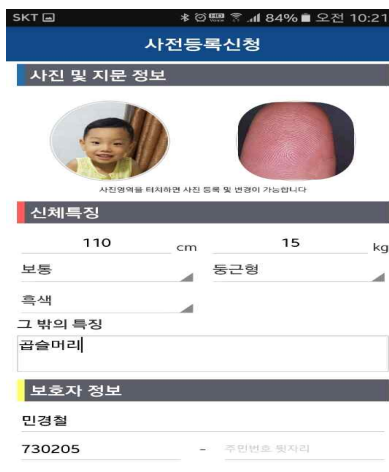 SKT 84% 오전 10:21
사전등록신청
사진 및 지문 정보
사진영역을 터치하면 사진 등록 및 변경이 가능합니다
신체특징
110 cm 15 kg
보통 둥근형
흑색
그 밖의 특징
곱슬머리
보호자 정보
민경철
730205 - 주민번호 뒷자리